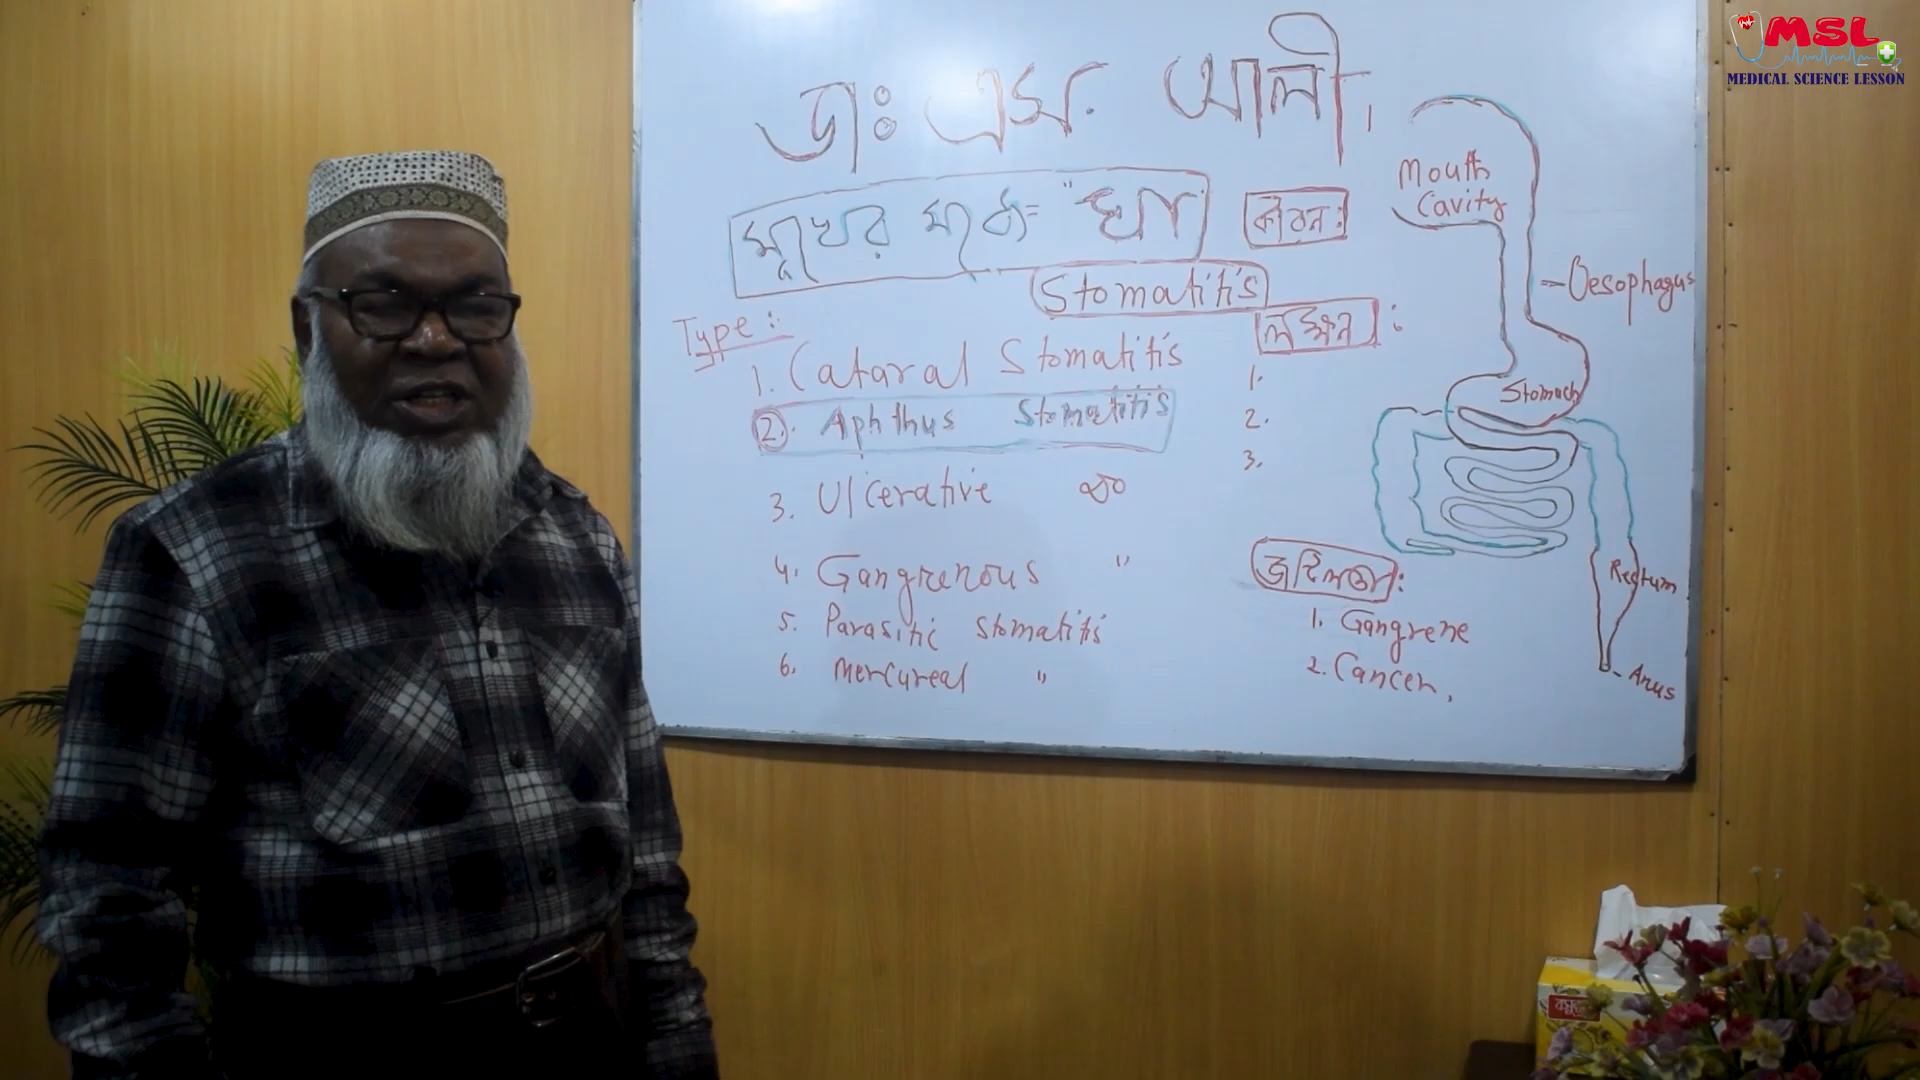 ডাঃ এম. আলী।
মূখের মধ্যে "ঘা"
Stomatitis
Type:
1. Cataral Stomatitis
2. Aphthus Stomatitis
3. Ulcerative
4. Gangrenous "
5. Parasitic Stomatitis
6. Mercureal "
কারন:
লক্ষন:
1.
2.
3.
জটিলতা:
1. Gangrene
2. Cancer,
Mouth
Cavity
Oesophagus
Stomach
Rectum
Anus
MSL
MEDICAL SCIENCE LESSON